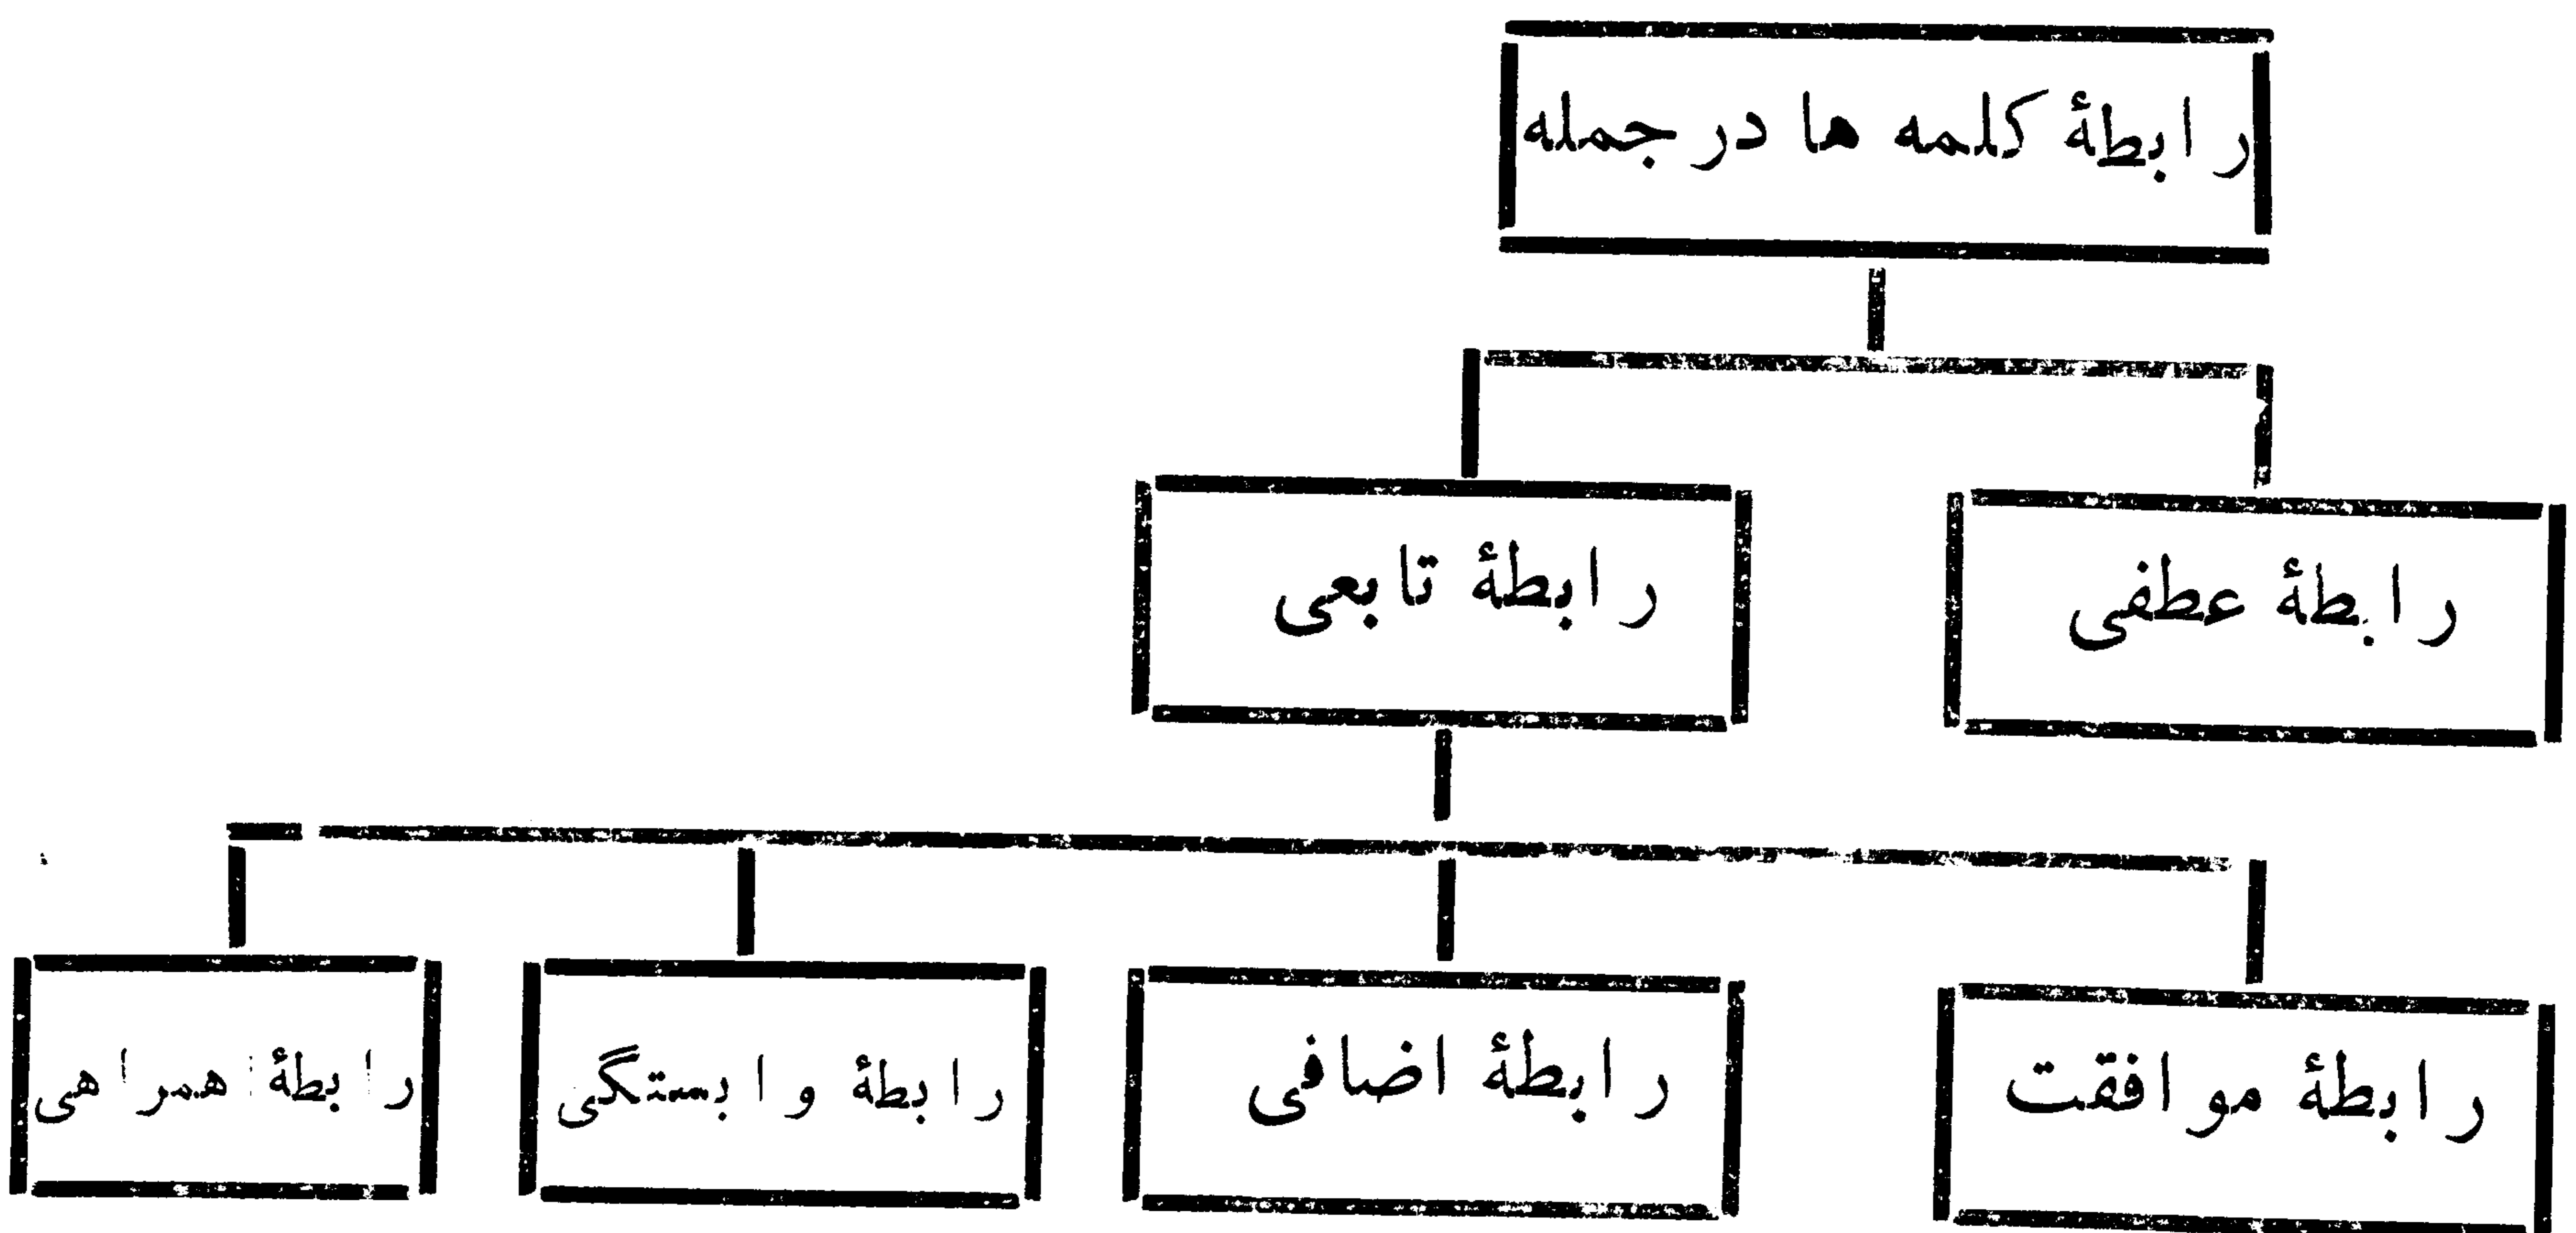 رابطهٔ کلمه ها در جمله
رابطهٔ عطفی
رابطهٔ تابعی
رابطهٔ موافقت
رابطهٔ اضافی
رابطهٔ وابستگی
رابطهٔ همراهی